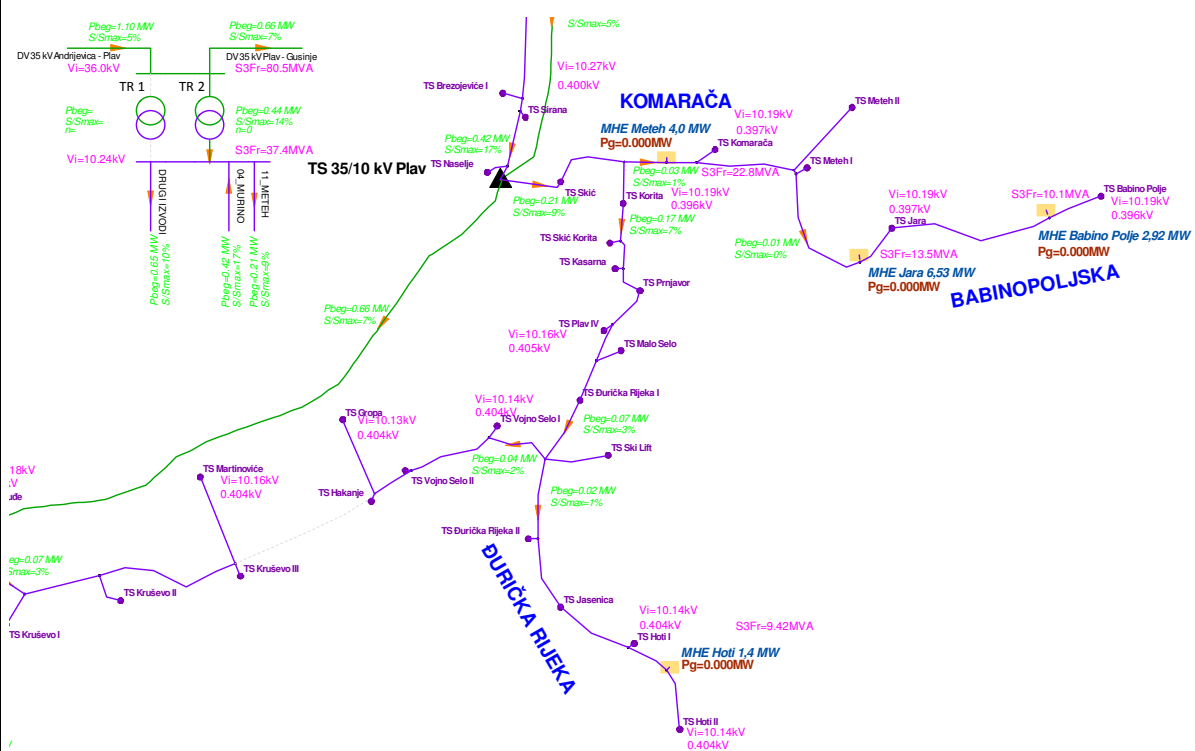 Pbeg=1.10 MW
S/Smax=5%
Pbeg=0.66 MW
S/Smax=7%
S/Smax=5%
DV 35 kV Andrijevica - Plav
DV 35 kV Plav - Gusinje
Vi=36.0kV
S3Fr=80.5MVA
TR 1
TR 2
Pbeg=
S/Smax=
n=
Pbeg=0.44 MW
S/Smax=14%
n=0
Vi=10.24kV
S3Fr=37.4MVA
DRUGI IZVODI
04_MURINO
11_METEH
Pbeg=0.65 MW
S/Smax=10%
Pbeg=0.42 MW
S/Smax=17%
Pbeg=0.21 MW
S/Smax=9%
Vi=10.27kV
0.400kV
TS Brezojeviće I
TS Sirana
Pbeg=0.42 MW
S/Smax=17%
TS Naselje
TS 35/10 kV Plav
Pbeg=0.21 MW
S/Smax=9%
TS Skić
KOMARAČA
MHE Meteh 4,0 MW
Pg=0.000MW
Vi=10.19kV
0.397kV
TS Komarača
TS Meteh II
TS Meteh I
Pbeg=0.03 MW
S/Smax=1%
S3Fr=22.8MVA
Vi=10.19kV
0.396kV
TS Korita
Pbeg=0.17 MW
S/Smax=7%
TS Skić Korita
TS Kasarna
TS Prnjavor
Pbeg=0.01 MW
S/Smax=0%
Vi=10.19kV
0.397kV
TS Jara
S3Fr=13.5MVA
MHE Jara 6,53 MW
Pg=0.000MW
S3Fr=10.1MVA
TS Babino Polje
Vi=10.19kV
0.396kV
MHE Babino Polje 2,92 MW
Pg=0.000MW
BABINOPOLJSKA
Pbeg=0.66 MW
S/Smax=7%
TS Plav IV
Vi=10.16kV
0.405kV
TS Malo Selo
TS Đurička Rijeka I
Pbeg=0.07 MW
S/Smax=3%
Vi=10.14kV
0.404kV
TS Vojno Selo I
TS Gropa
Vi=10.13kV
0.404kV
TS Ski Lift
Pbeg=0.04 MW
S/Smax=2%
TS Vojno Selo II
TS Hakanje
Pbeg=0.02 MW
S/Smax=1%
TS Martinoviće
Vi=10.16kV
0.404kV
18kV
kV
uđe
TS Đurička Rijeka II
ĐURIČKA RIJEKA
eg=0.07 MW
Smax=3%
TS Kruševo III
TS Kruševo II
TS Kruševo I
TS Jasenica
Vi=10.14kV
0.404kV
TS Hoti I
S3Fr=9.42MVA
MHE Hoti 1,4 MW
Pg=0.000MW
TS Hoti II
Vi=10.14kV
0.404kV